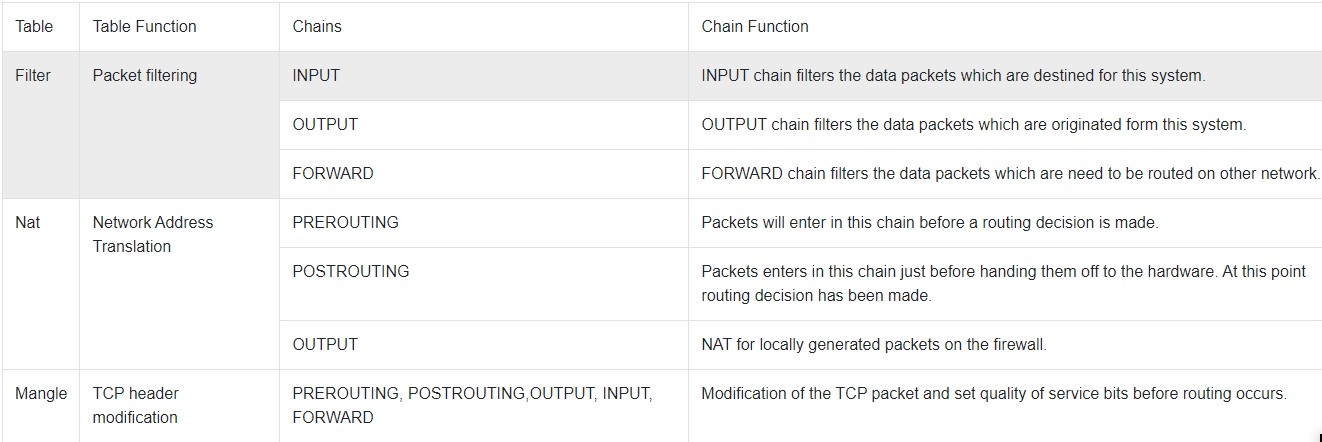 Table Table Function Chains Chain Function
Filter Packet filtering INPUT INPUT chain filters the data packets which are destined for this system.
OUTPUT OUTPUT chain filters the data packets which are originated form this system.
FORWARD FORWARD chain filters the data packets which are need to be routed on other network.
Nat Network Address PREROUTING Packets will enter in this chain before a routing decision is made.
Translation
POSTROUTING Packets enters in this chain just before handing them off to the hardware. At this point
routing decision has been made.
OUTPUT NAT for locally generated packets on the firewall.
Mangle TCP header PREROUTING, POSTROUTING,OUTPUT, INPUT, Modification of the TCP packet and set quality of service bits before routing occurs.
modification FORWARD